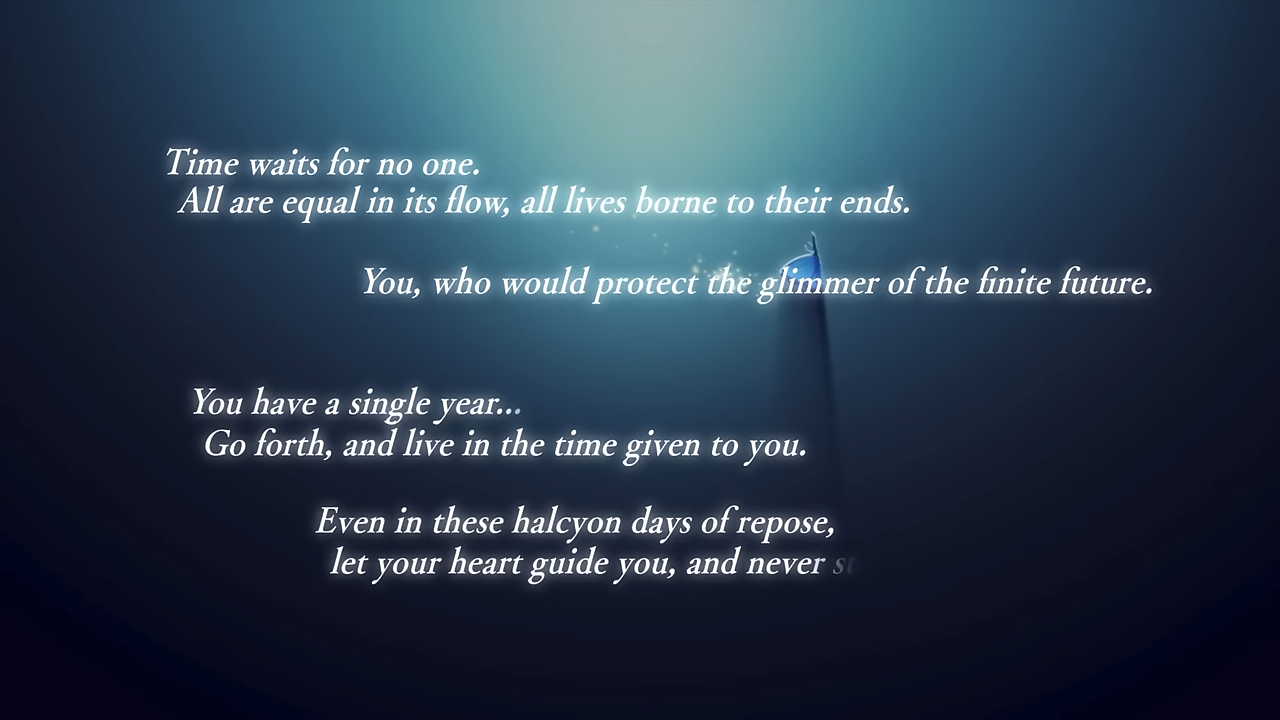 Time waits for no one.
All are equal in its flow, all lives borne to their ends.
You, who would protect the glimmer of the finite future.
You have a single year...
Go forth, and live in the time given to you.
Even in these halcyon days of repose,
let your heart guide you, and never